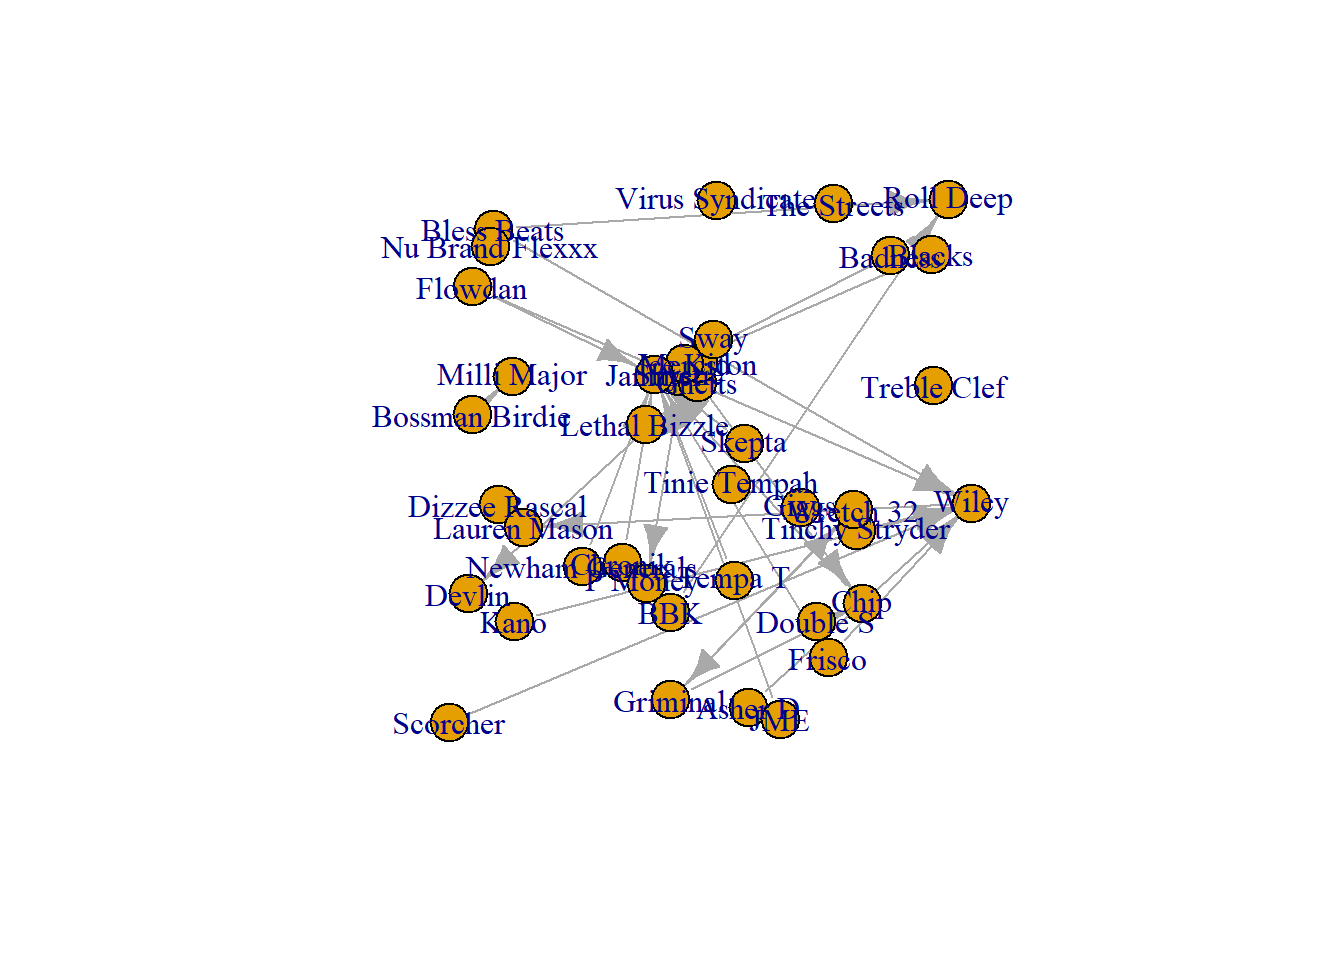 Virus Syndicate
The Streets
Roll Deep
Bless Beats
Nu Brand Flexxx
Badness
Blacks
Flowdan
Sway
Milli Major
Treble Clef
Bossman Birdie
Lethal Bizzle
Skepta
Tinie Tempah
Dizzee Rascal
Giggs
Wretch 32
Wiley
Lauren Mason
Tinchy Stryder
Newham Generals
Chronik
P Money
Tempa T
Devlin
Chip
Kano
BBK
Double S
Frisco
Griminal
Asher D
JME
Scorcher